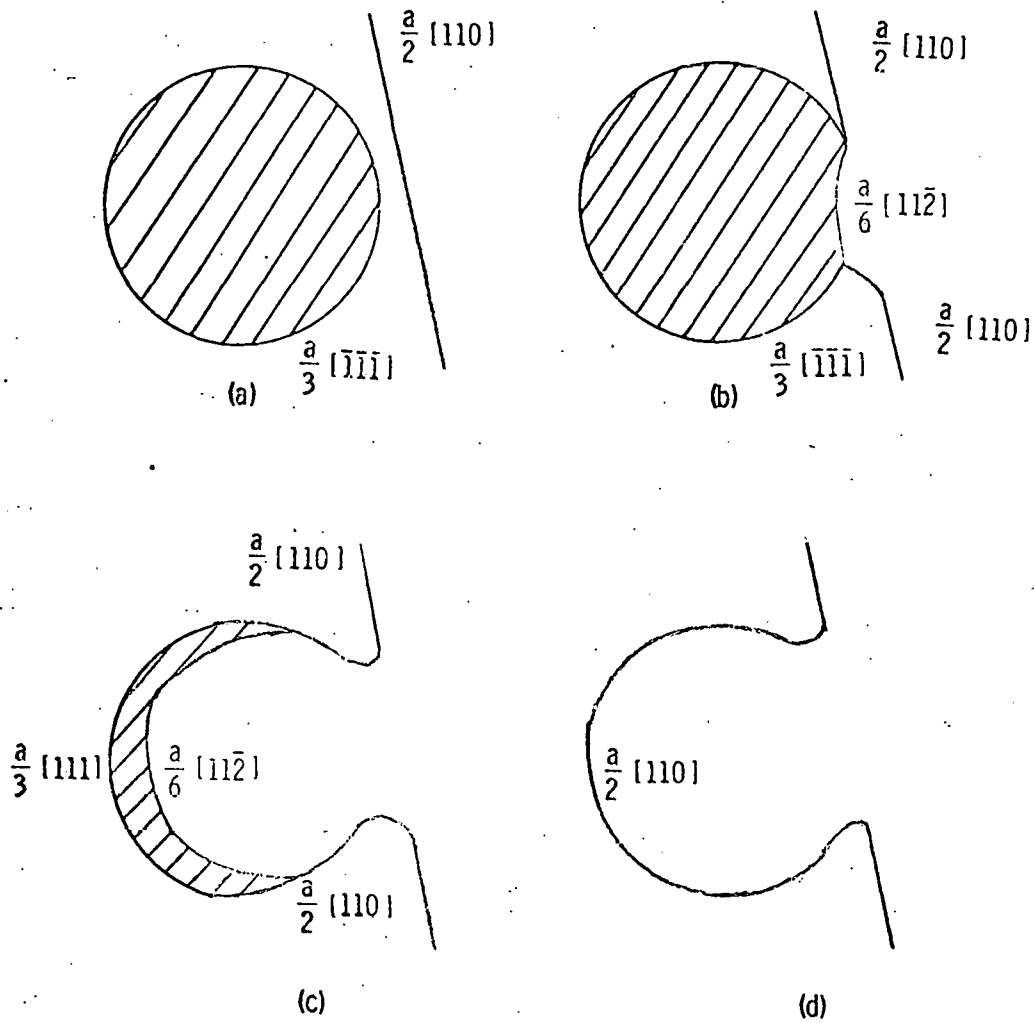 a/2 [110]
a/3 [1̄1̄1̄]
(a)
a/2 [110]
a/6 [112̄]
a/2 [110]
a/3 [1̄1̄1̄]
(b)
a/2 [110]
a/3 [111]
a/6 [112̄]
a/2 [110]
(c)
a/2 [110]
(d)